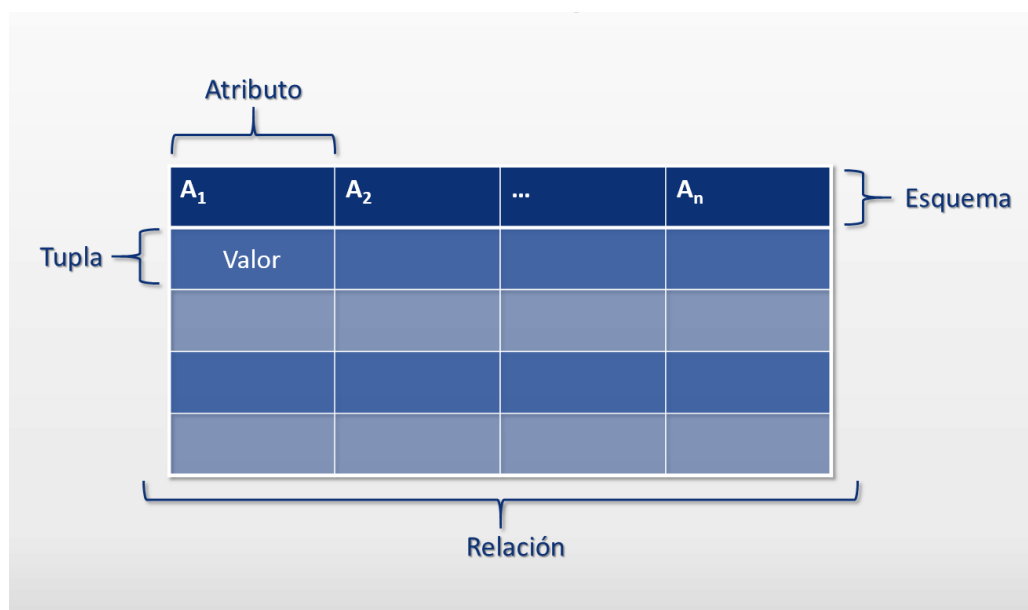 Atributo
A₁ A₂ ... Aₙ
Esquema
Tupla
Valor
Relación